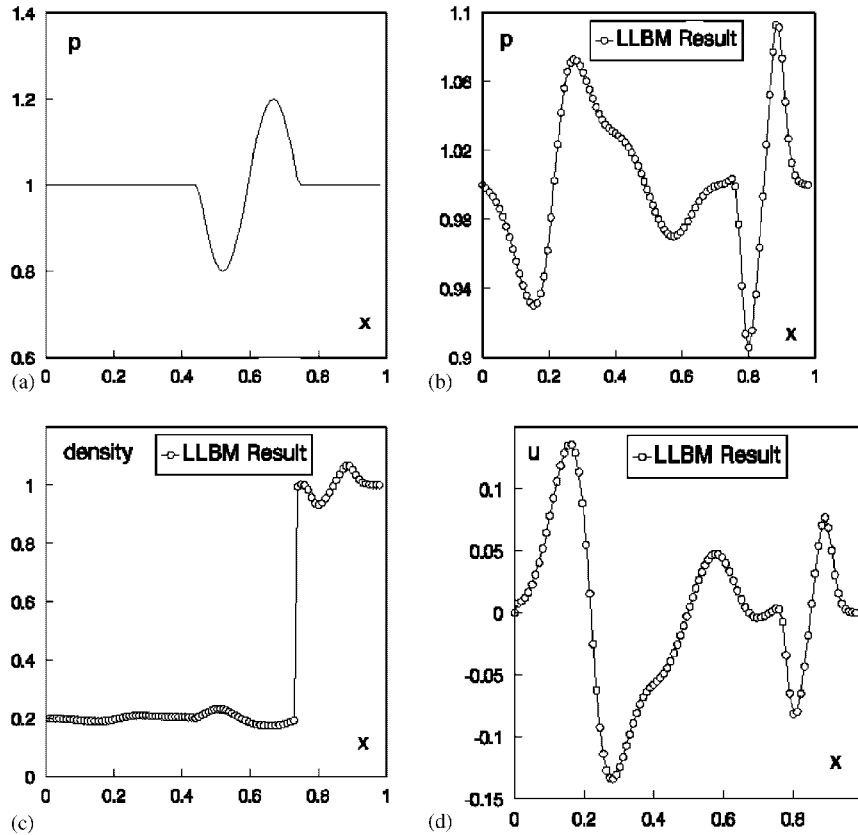 1.4
p
1.2
1
0.8
x
0.6
(a)
0 0.2 0.4 0.6 0.8 1
1.1
p
LLBM Result
1.06
1.02
0.98
0.94
x
0.9
(b)
0 0.2 0.4 0.6 0.8 1
density
LLBM Result
1
0.8
0.6
0.4
0.2
x
0
(c)
0 0.2 0.4 0.6 0.8 1
u
LLBM Result
0.1
0.05
0
-0.05
-0.1
x
-0.15
(d)
0 0.2 0.4 0.6 0.8